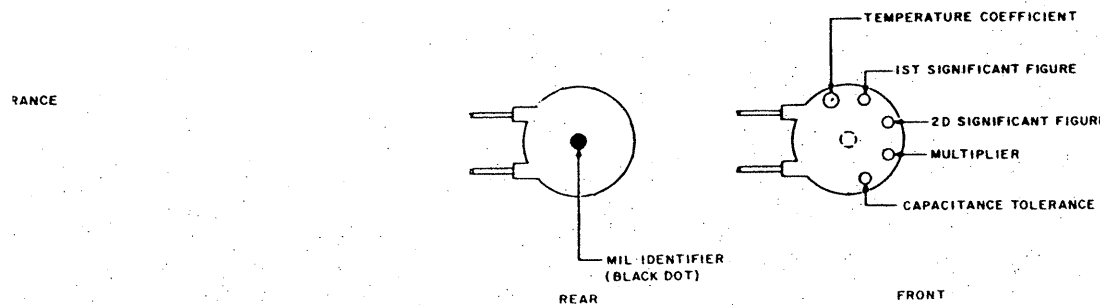 TEMPERATURE COEFFICIENT
1ST SIGNIFICANT FIGURE
RANCE
2D SIGNIFICANT FIGURE
MULTIPLIER
CAPACITANCE TOLERANCE
MIL IDENTIFIER
(BLACK DOT)
REAR
FRONT